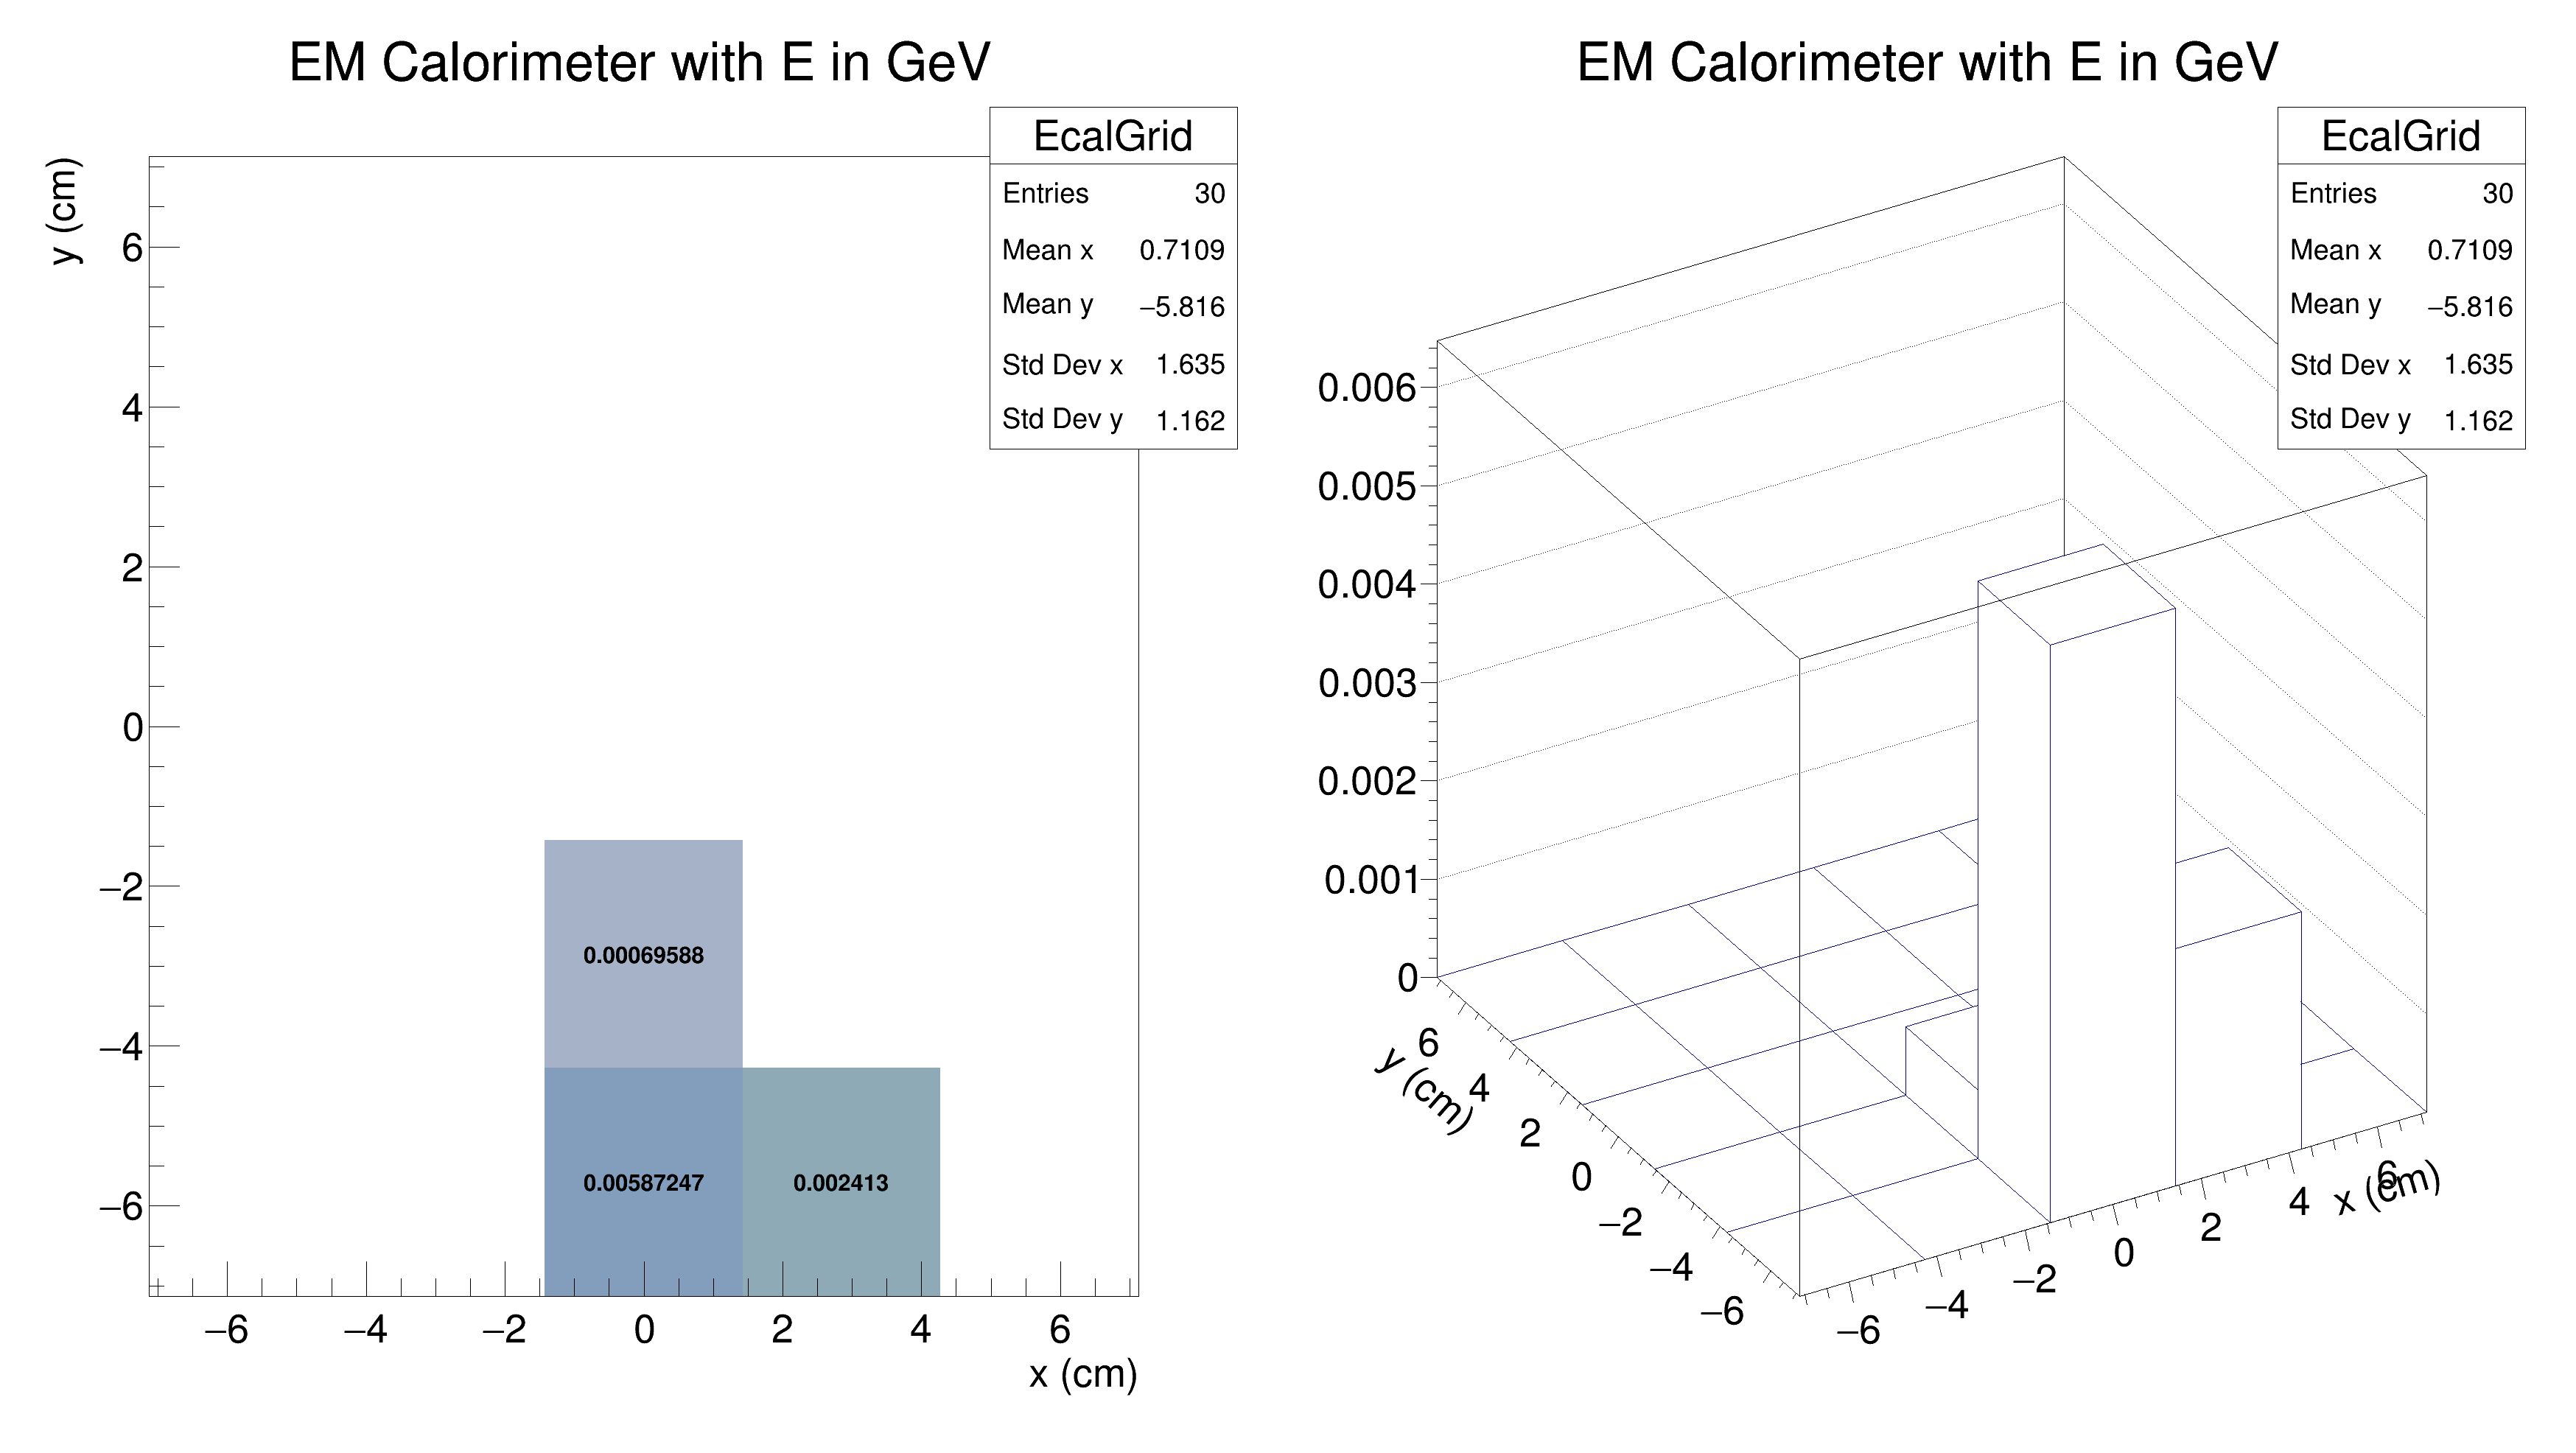 EM Calorimeter with E in GeV
EcalGrid
Entries 30
Mean x 0.7109
Mean y −5.816
Std Dev x 1.635
Std Dev y 1.162
y (cm)
6
4
2
0
−2
−4
−6
0.00069588
0.00587247
0.002413
−6 −4 −2 0 2 4 6
x (cm)
EM Calorimeter with E in GeV
EcalGrid
Entries 30
Mean x 0.7109
Mean y −5.816
Std Dev x 1.635
Std Dev y 1.162
0.006
0.005
0.004
0.003
0.002
0.001
0
6
4
2
0
−2
−4
−6
y (cm)
−6
−4
−2
0
2
4
6
x (cm)